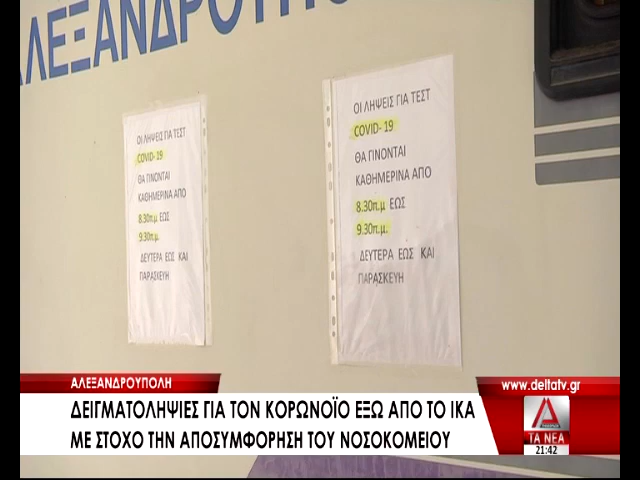 ΑΛΕΞΑΝΔΡΟΥΠΟ
ΟΙ ΛΗΨΕΙΣ ΓΙΑ ΤΕΣΤ
COVID- 19
ΘΑ ΓΙΝΟΝΤΑΙ
ΚΑΘΗΜΕΡΙΝΑ ΑΠΟ
8.30π.μ ΕΩΣ
9.30π.μ.
ΔΕΥΤΕΡΑ ΕΩΣ ΚΑΙ
ΠΑΡΑΣΚΕΥΗ
ΟΙ ΛΗΨΕΙΣ ΓΙΑ ΤΕΣΤ
COVID- 19
ΘΑ ΓΙΝΟΝΤΑΙ
ΚΑΘΗΜΕΡΙΝΑ ΑΠΟ
8.30π.μ ΕΩΣ
9.30π.μ.
ΔΕΥΤΕΡΑ ΕΩΣ ΚΑΙ
ΠΑΡΑΣΚΕΥΗ
ΑΛΕΞΑΝΔΡΟΥΠΟΛΗ
www.deltatv.gr
ΔΕΙΓΜΑΤΟΛΗΨΙΕΣ ΓΙΑ ΤΟΝ ΚΟΡΩΝΟΪΟ ΕΞΩ ΑΠΟ ΤΟ ΙΚΑ
ΜΕ ΣΤΟΧΟ ΤΗΝ ΑΠΟΣΥΜΦΟΡΗΣΗ ΤΟΥ ΝΟΣΟΚΟΜΕΙΟΥ
ΤΑ ΝΕΑ
21:42